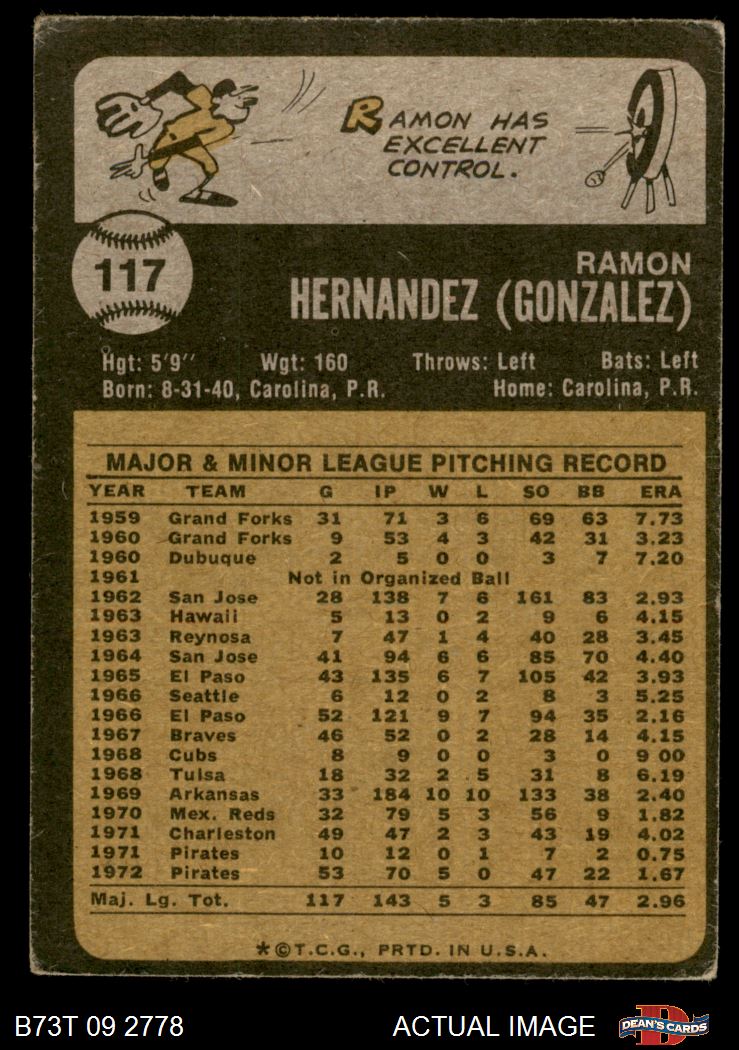 RAMON HAS
EXCELLENT
CONTROL.
117
RAMON
HERNANDEZ (GONZALEZ)
Hgt: 5'9" Wgt: 160 Throws: Left Bats: Left
Born: 8-31-40, Carolina, P.R. Home: Carolina, P.R.
MAJOR & MINOR LEAGUE PITCHING RECORD
YEAR TEAM G IP W L SO BB ERA
1959 Grand Forks 31 71 3 6 69 63 7.73
1960 Grand Forks 9 53 4 3 42 31 3.23
1960 Dubuque 2 5 0 0 3 7 7.20
1961 Not in Organized Ball
1962 San Jose 28 138 7 6 161 83 2.93
1963 Hawaii 5 13 0 2 9 6 4.15
1963 Reynosa 7 47 1 4 40 28 3.45
1964 San Jose 41 94 6 6 85 70 4.40
1965 El Paso 43 135 6 7 105 42 3.93
1966 Seattle 6 12 0 2 8 3 5.25
1966 El Paso 52 121 9 7 94 35 2.16
1967 Braves 46 52 0 2 28 14 4.15
1968 Cubs 8 9 0 0 3 0 9 00
1968 Tulsa 18 32 2 5 31 8 6.19
1969 Arkansas 33 184 10 10 133 38 2.40
1970 Mex. Reds 32 79 5 3 56 9 1.82
1971 Charleston 49 47 2 3 43 19 4.02
1971 Pirates 10 12 0 1 7 2 0.75
1972 Pirates 53 70 5 0 47 22 1.67
Maj. Lg. Tot. 117 143 5 3 85 47 2.96
*©T.C.G., PRTD. IN U.S.A.
B73T 09 2778 ACTUAL IMAGE D DEAN'S CARDS